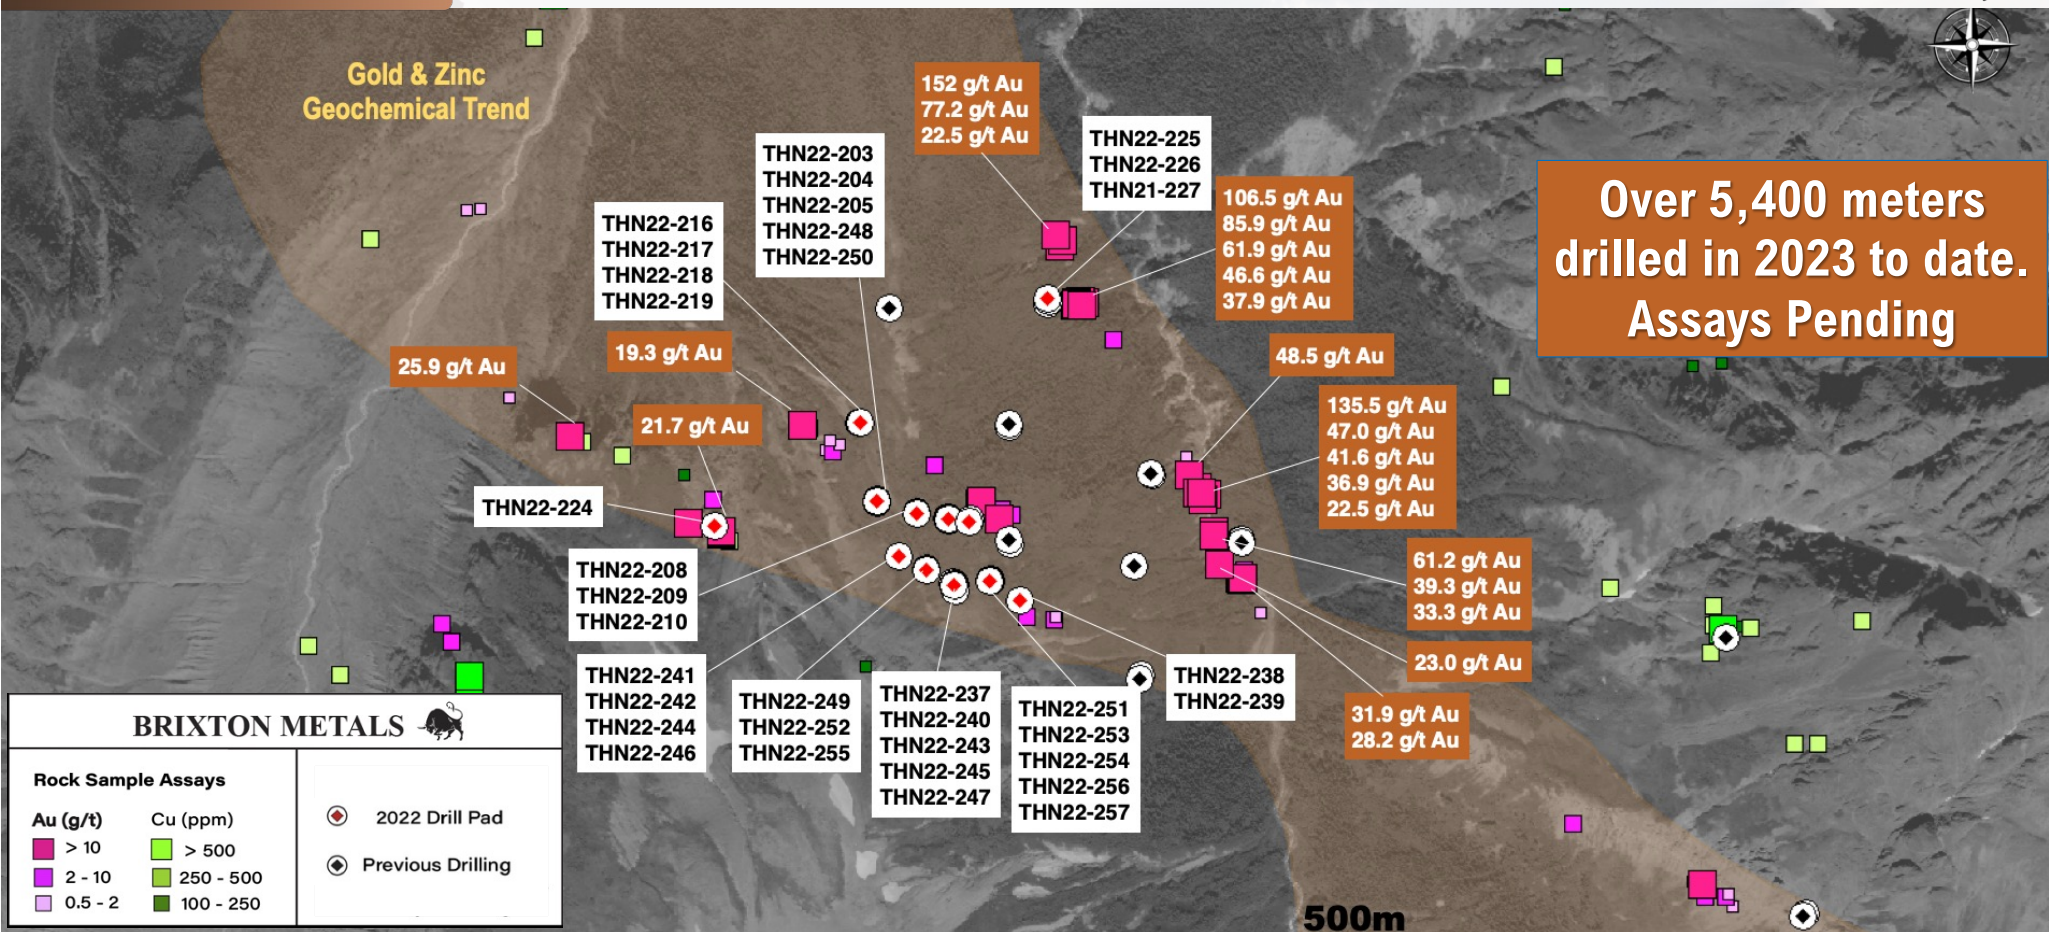 Gold & Zinc
Geochemical Trend
152 g/t Au
77.2 g/t Au
22.5 g/t Au
THN22-225
THN22-226
THN21-227
THN22-203
THN22-204
THN22-205
THN22-248
THN22-250
106.5 g/t Au
85.9 g/t Au
61.9 g/t Au
46.6 g/t Au
37.9 g/t Au
Over 5,400 meters
drilled in 2023 to date.
Assays Pending
THN22-216
THN22-217
THN22-218
THN22-219
25.9 g/t Au
19.3 g/t Au
48.5 g/t Au
21.7 g/t Au
135.5 g/t Au
47.0 g/t Au
41.6 g/t Au
36.9 g/t Au
22.5 g/t Au
THN22-224
THN22-208
THN22-209
THN22-210
61.2 g/t Au
39.3 g/t Au
33.3 g/t Au
23.0 g/t Au
31.9 g/t Au
28.2 g/t Au
THN22-241
THN22-242
THN22-244
THN22-246
THN22-249
THN22-252
THN22-255
THN22-237
THN22-240
THN22-243
THN22-245
THN22-247
THN22-251
THN22-253
THN22-254
THN22-256
THN22-257
THN22-238
THN22-239
BRIXTON METALS
Rock Sample Assays
Au (g/t)
> 10
2 - 10
0.5 - 2
Cu (ppm)
> 500
250 - 500
100 - 250
2022 Drill Pad
Previous Drilling
500m